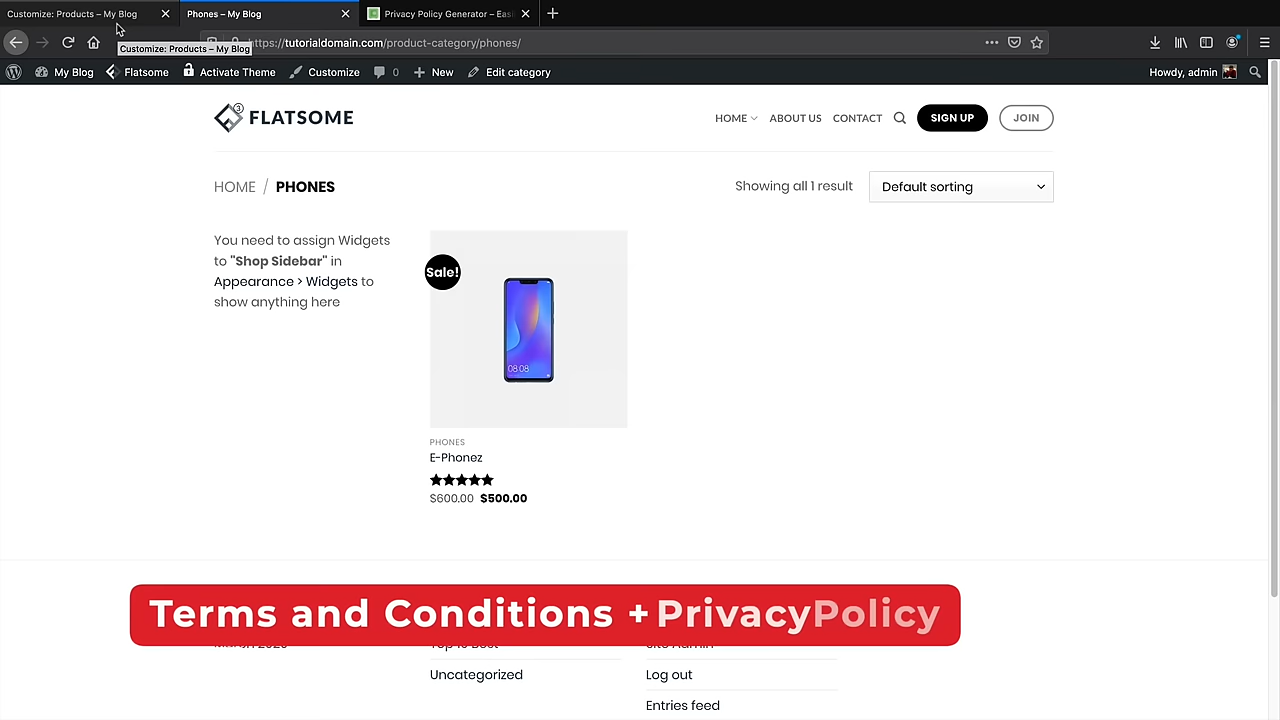 Customize: Products – My Blog
Phones – My Blog
Privacy Policy Generator – Easi
Customize: Products – My Blog
https://tutorialdomain.com/product-category/phones/
My Blog
Flatsome
Activate Theme
Customize
0
New
Edit category
Howdy, admin
3
FLATSOME
HOME
ABOUT US
CONTACT
SIGN UP
JOIN
HOME / PHONES
Showing all 1 result
Default sorting
You need to assign Widgets
to "Shop Sidebar" in
Appearance > Widgets to
show anything here
Sale!
08 08
PHONES
E-Phonez
$600.00 $500.00
Terms and Conditions + Privacy Policy
Site Admin
Uncategorized
Log out
Entries feed